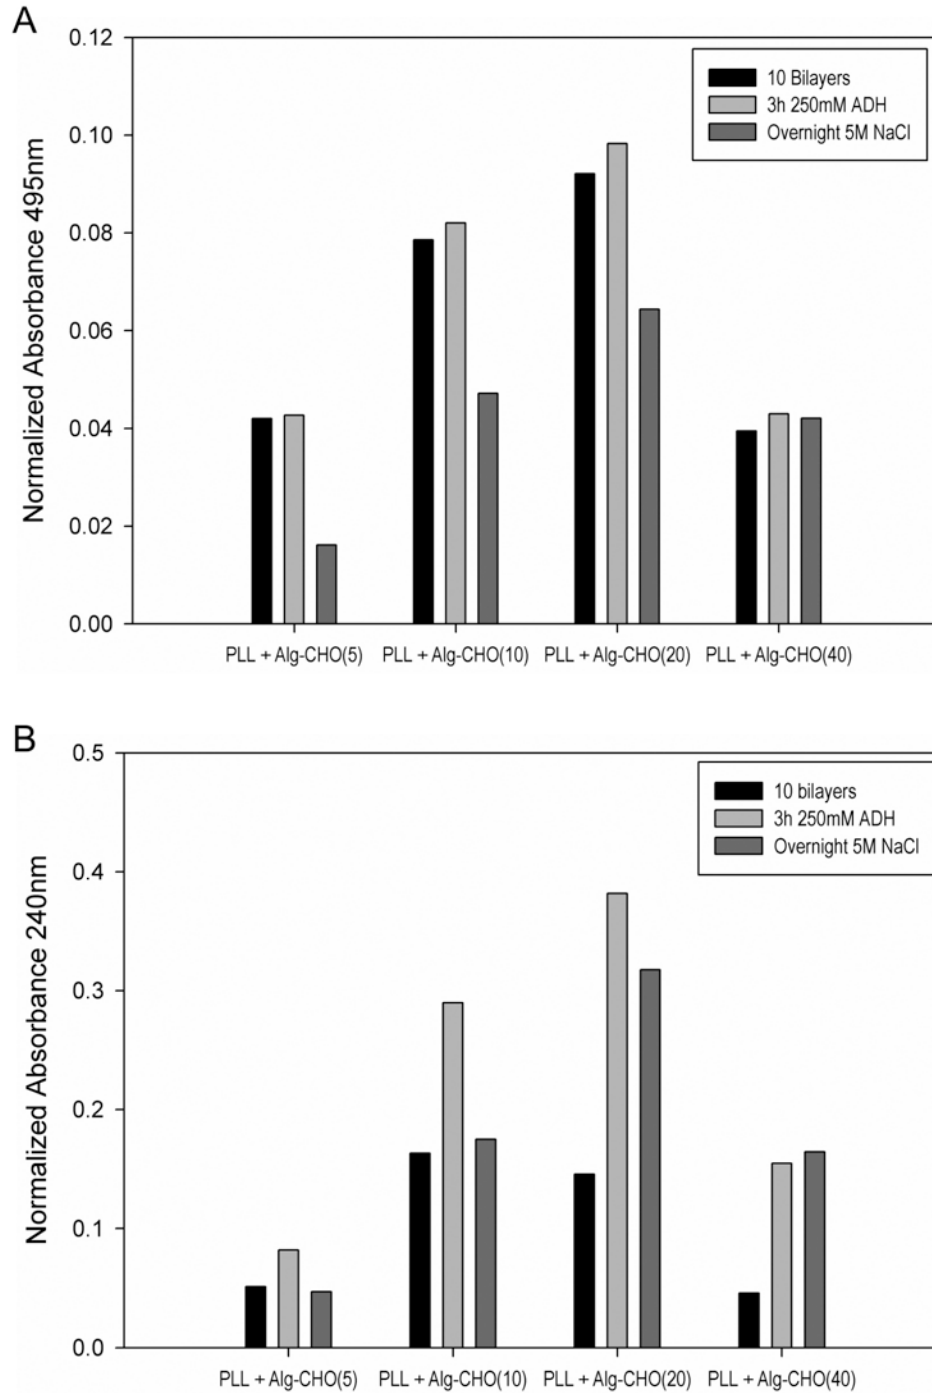 A
0.12
0.10
0.08
0.06
0.04
0.02
0.00
Normalized Absorbance 495nm
10 Bilayers
3h 250mM ADH
Overnight 5M NaCl
PLL + Alg-CHO(5) PLL + Alg-CHO(10) PLL + Alg-CHO(20) PLL + Alg-CHO(40)
B
0.5
0.4
0.3
0.2
0.1
0.0
Normalized Absorbance 240nm
10 bilayers
3h 250mM ADH
Overnight 5M NaCl
PLL + Alg-CHO(5) PLL + Alg-CHO(10) PLL + Alg-CHO(20) PLL + Alg-CHO(40)